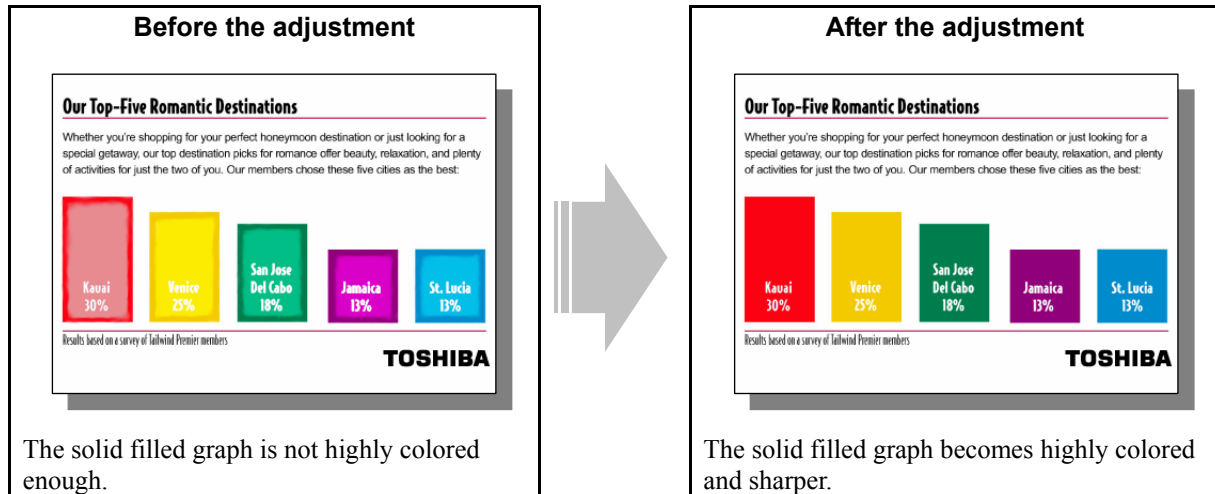 Before the adjustment
Our Top-Five Romantic Destinations
Whether you're shopping for your perfect honeymoon destination or just looking for a
special getaway, our top destination picks for romance offer beauty, relaxation, and plenty
of activities for just the two of you. Our members chose these five cities as the best:
Kauai
30%
Venice
25%
San Jose
Del Cabo
18%
Jamaica
13%
St. Lucia
13%
Results based on a survey of Tailwind Premier members
TOSHIBA
The solid filled graph is not highly colored
enough.
After the adjustment
Our Top-Five Romantic Destinations
Whether you're shopping for your perfect honeymoon destination or just looking for a
special getaway, our top destination picks for romance offer beauty, relaxation, and plenty
of activities for just the two of you. Our members chose these five cities as the best:
Kauai
30%
Venice
25%
San Jose
Del Cabo
18%
Jamaica
13%
St. Lucia
13%
Results based on a survey of Tailwind Premier members
TOSHIBA
The solid filled graph becomes highly colored
and sharper.